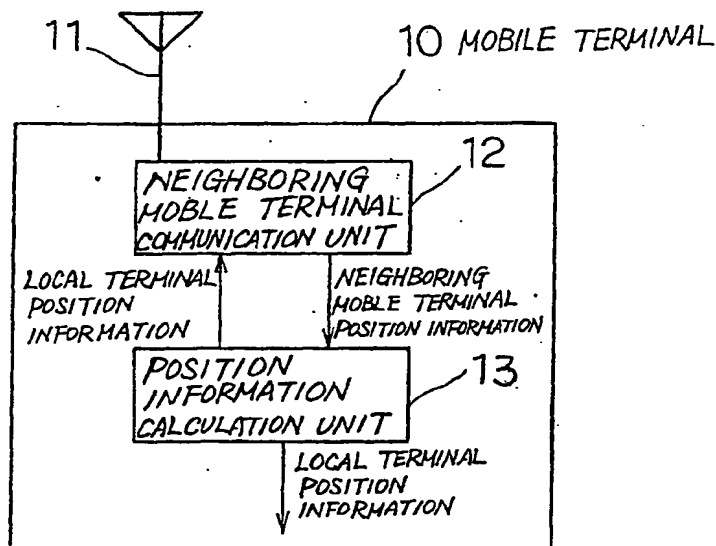 11
10 MOBILE TERMINAL
12
NEIGHBORING
MOBLE TERMINAL
COMMUNICATION UNIT
LOCAL TERMINAL
POSITION
INFORMATION
NEIGHBORING
MOBLE TERMINAL
POSITION INFORMATION
13
POSITION
INFORMATION
CALCULATION UNIT
LOCAL TERMINAL
POSITION
INFORMATION